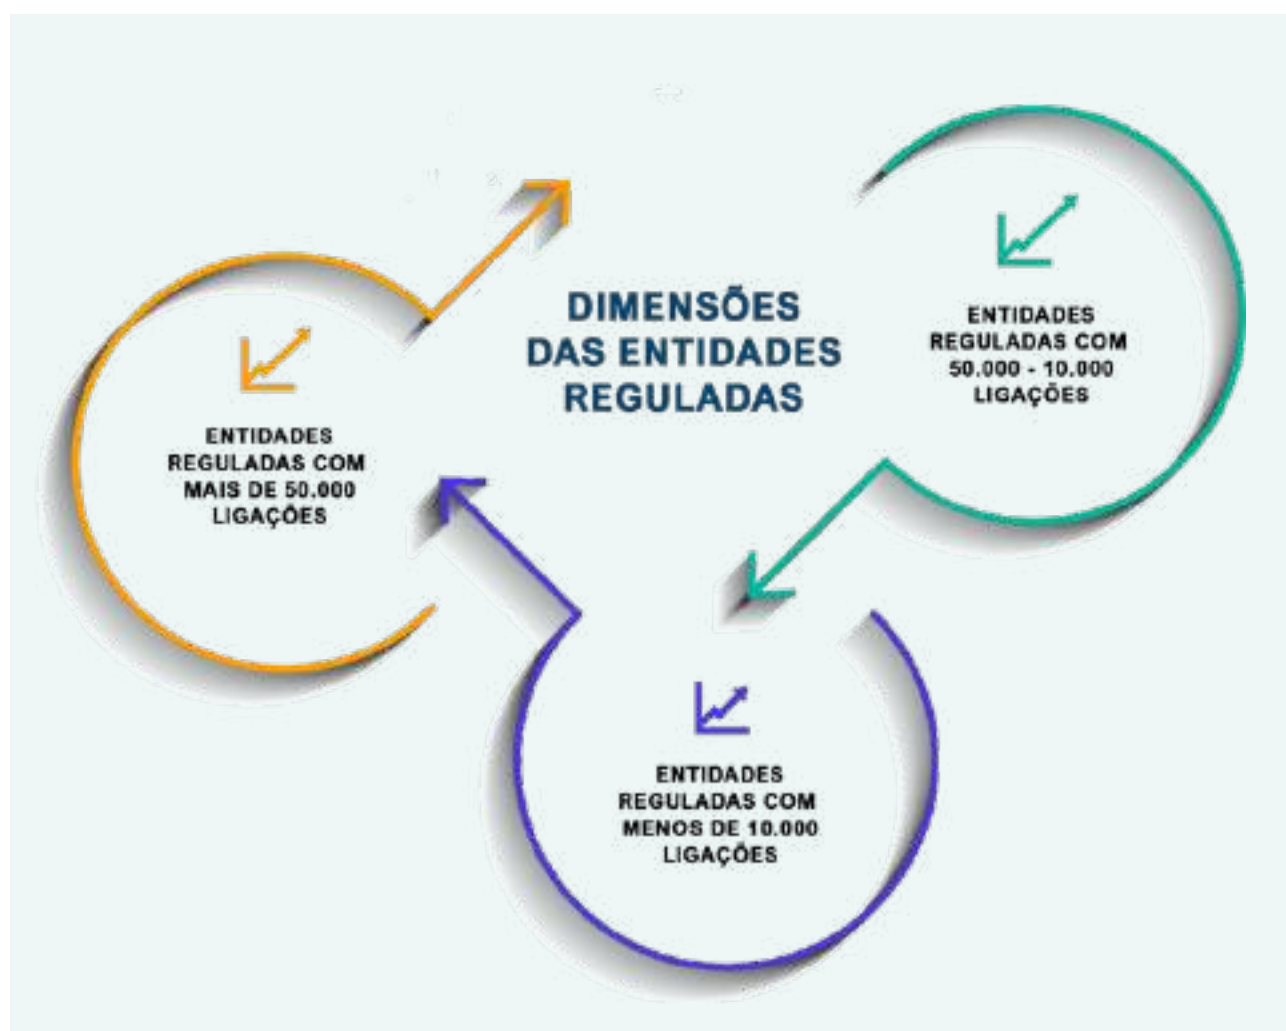 DIMENSÕES
DAS ENTIDADES
REGULADAS
ENTIDADES
REGULADAS COM
MAIS DE 50.000
LIGAÇÕES
ENTIDADES
REGULADAS COM
50.000 - 10.000
LIGAÇÕES
ENTIDADES
REGULADAS COM
MENOS DE 10.000
LIGAÇÕES